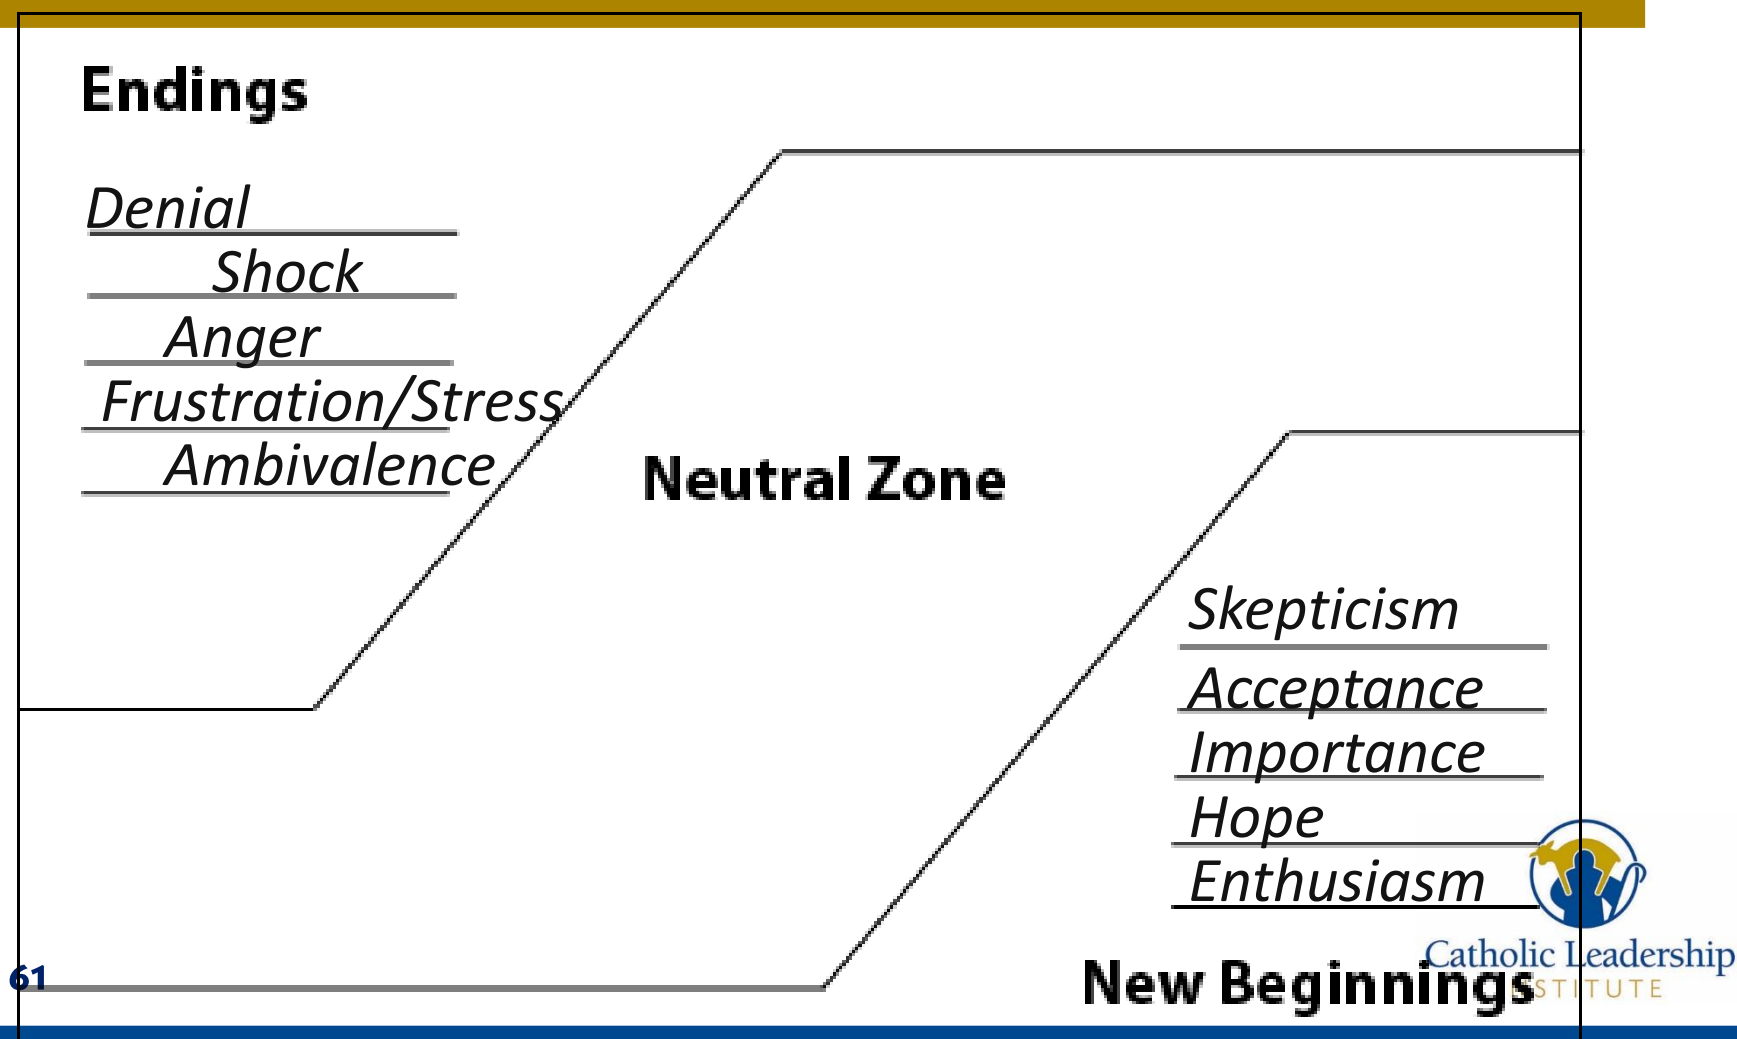 Endings
Denial
Shock
Anger
Frustration/Stress
Ambivalence
Neutral Zone
Skepticism
Acceptance
Importance
Hope
Enthusiasm
New Beginnings
Catholic Leadership
STITUTE
61